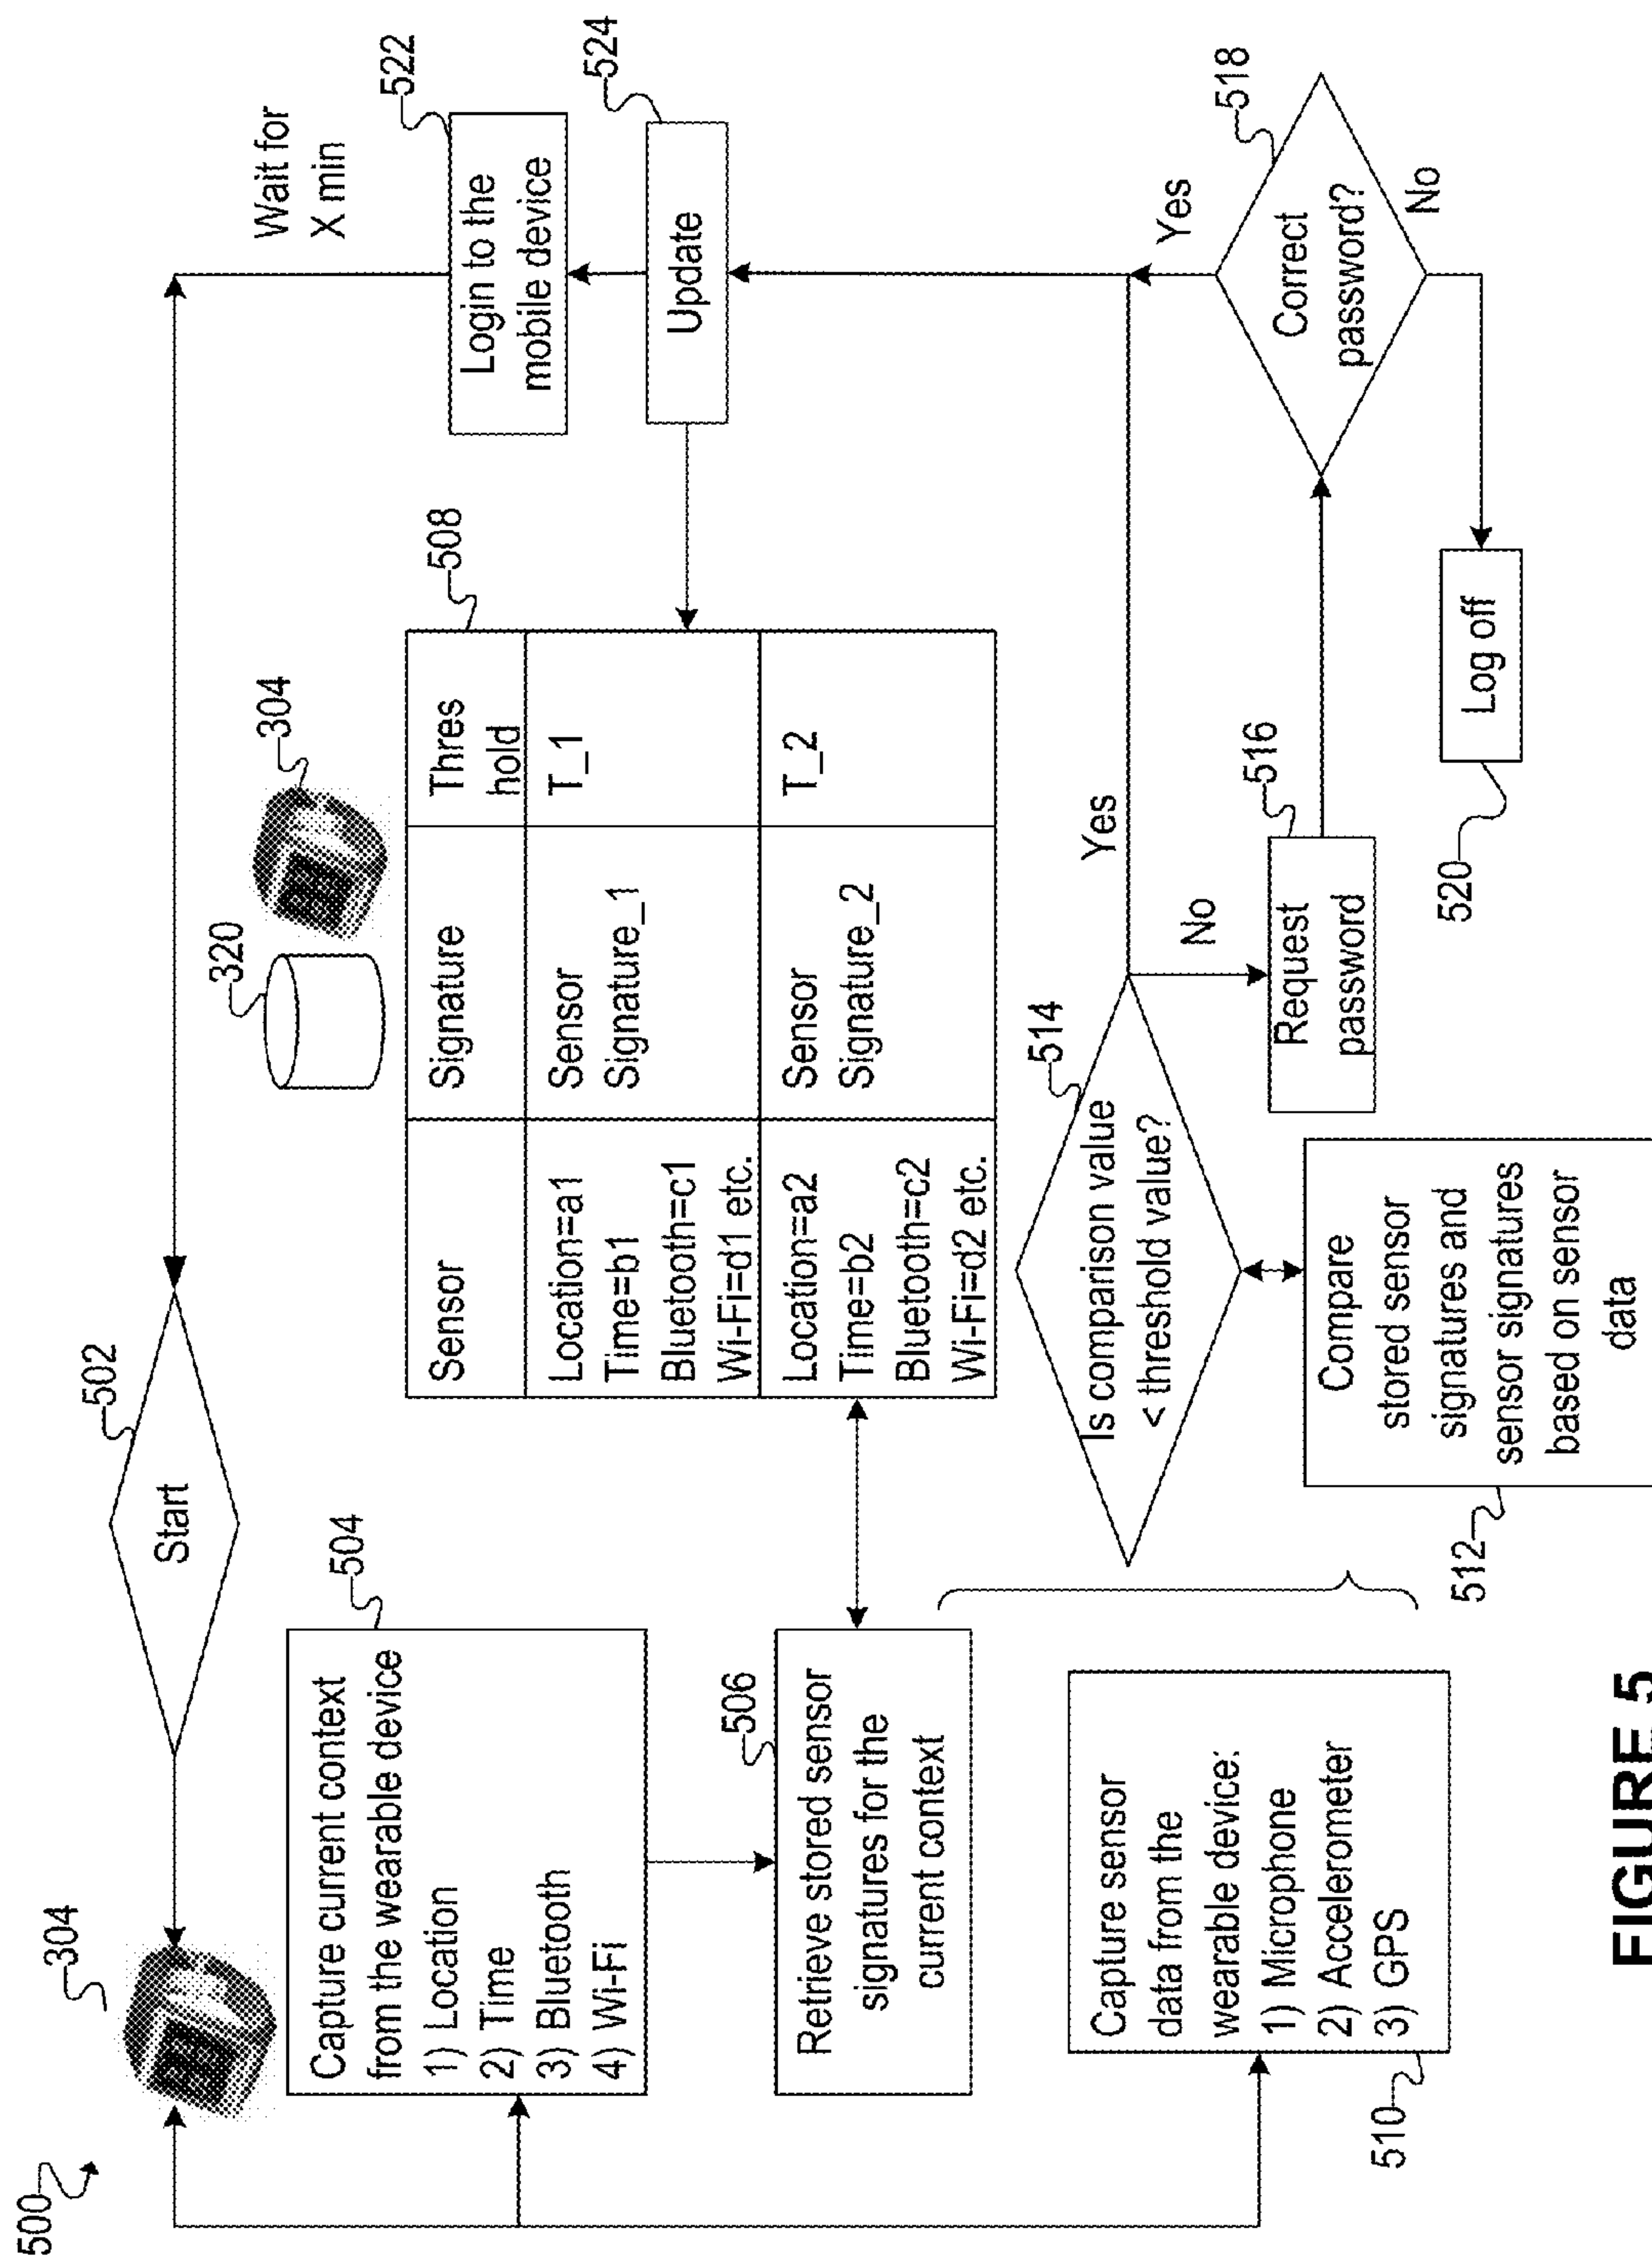 500
304
502
Start
Wait for
X min
Capture current context
from the wearable device
1) Location
2) Time
3) Bluetooth
4) Wi-Fi
504
320
304
522
Login to the
mobile device
524
Update
506
Retrieve stored sensor
signatures for the
current context
508
Sensor
Signature
Thres
hold
Location=a1
Time=b1
Bluetooth=c1
Wi-Fi=d1 etc.
Sensor
Signature_1
T_1
Location=a2
Time=b2
Bluetooth=c2
Wi-Fi=d2 etc.
Sensor
Signature_2
T_2
510
Capture sensor
data from the
wearable device:
1) Microphone
2) Accelerometer
3) GPS
514
Is comparison value
< threshold value?
Yes
No
512
Compare
stored sensor
signatures and
sensor signatures
based on sensor
data
516
Request
password
518
Correct
password?
Yes
No
520
Log off
FIGURE 5